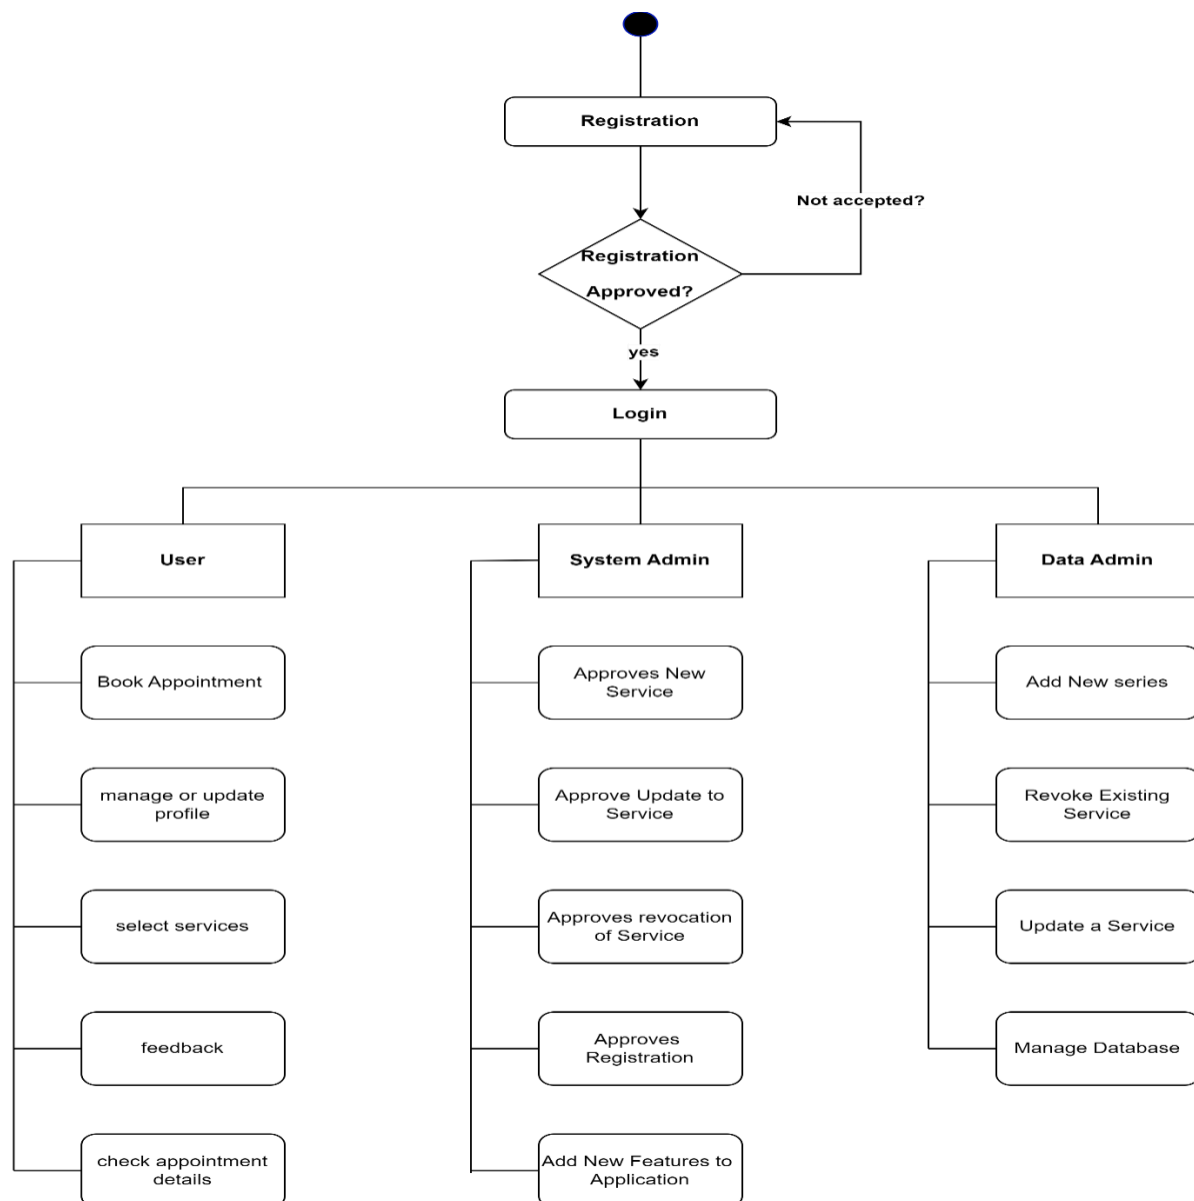 Registration
Not accepted?
Registration
Approved?
yes
Login
User
System Admin
Data Admin
Book Appointment
Approves New
Service
Add New series
manage or update
profile
Approve Update to
Service
Revoke Existing
Service
select services
Approves revocation
of Service
Update a Service
feedback
Approves
Registration
Manage Database
check appointment
details
Add New Features to
Application